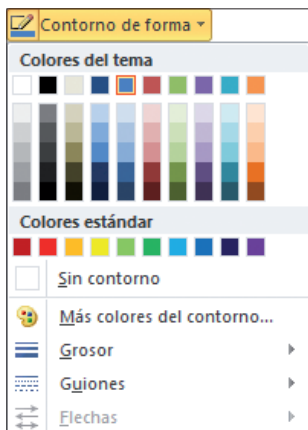 Contorno de forma
Colores del tema
Colores estándar
Sin contorno
Más colores del contorno...
Grosor
Guiones
Flechas